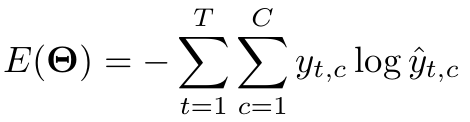 E(Θ) = − ∑_{t=1}^{T} ∑_{c=1}^{C} y_{t,c} log ŷ_{t,c}